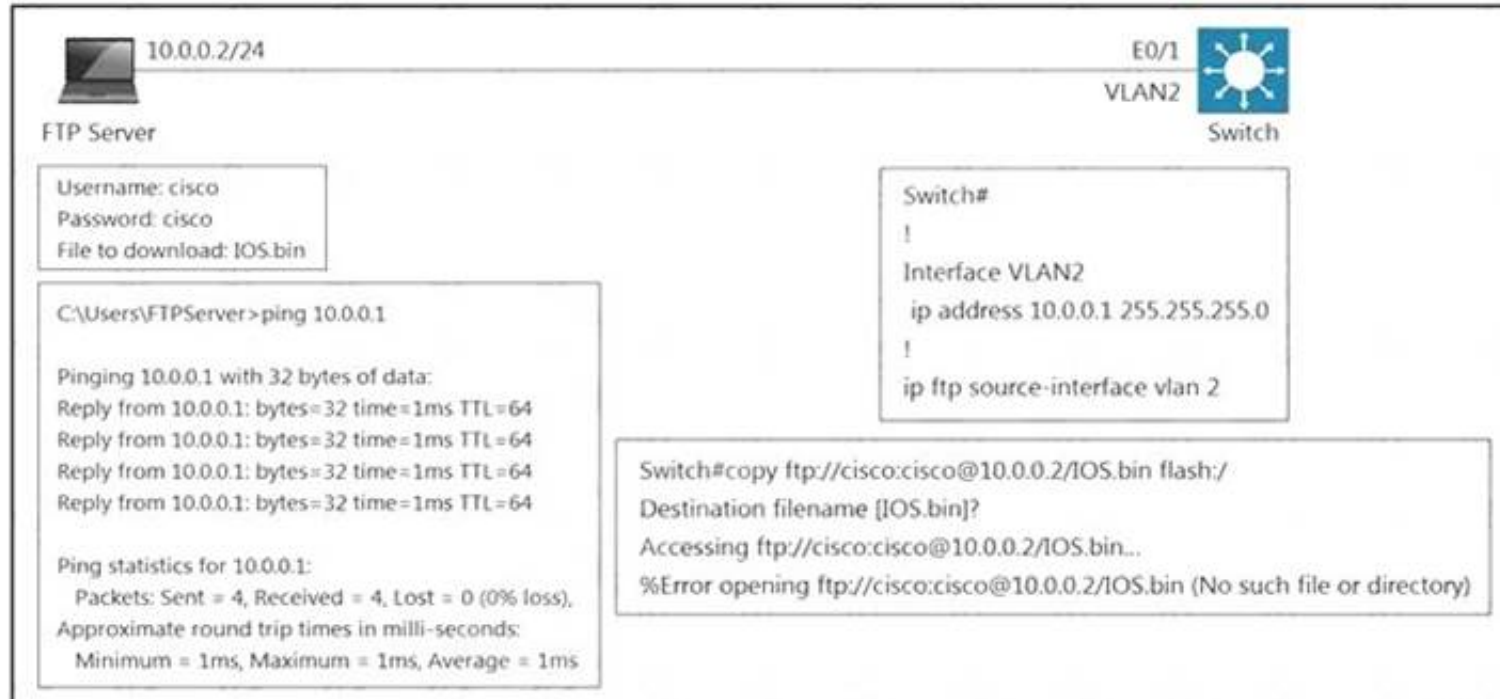 10.0.0.2/24
E0/1
VLAN2
FTP Server
Switch
Username: cisco
Password: cisco
File to download: IOS.bin
C:\Users\FTPServer>ping 10.0.0.1
Pinging 10.0.0.1 with 32 bytes of data:
Reply from 10.0.0.1: bytes=32 time=1ms TTL=64
Reply from 10.0.0.1: bytes=32 time=1ms TTL=64
Reply from 10.0.0.1: bytes=32 time=1ms TTL=64
Reply from 10.0.0.1: bytes=32 time=1ms TTL=64
Ping statistics for 10.0.0.1:
Packets: Sent = 4, Received = 4, Lost = 0 (0% loss),
Approximate round trip times in milli-seconds:
Minimum = 1ms, Maximum = 1ms, Average = 1ms
Switch#
!
Interface VLAN2
ip address 10.0.0.1 255.255.255.0
!
ip ftp source-interface vlan 2
Switch#copy ftp://cisco:cisco@10.0.0.2/IOS.bin flash:/
Destination filename [IOS.bin]?
Accessing ftp://cisco:cisco@10.0.0.2/IOS.bin...
%Error opening ftp://cisco:cisco@10.0.0.2/IOS.bin (No such file or directory)